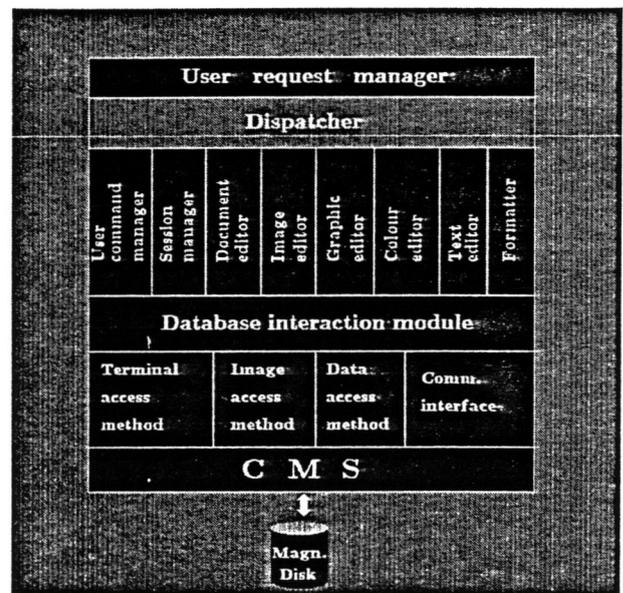 User request manager
Dispatcher
User
command
manager
Session
manager
Document
editor
Image
editor
Graphic
editor
Colour
editor
Text
editor
Formatter
Database interaction module
Terminal
access
method
Image
access
method
Data
access
method
Comm.
interface
C M S
Magn.
Disk